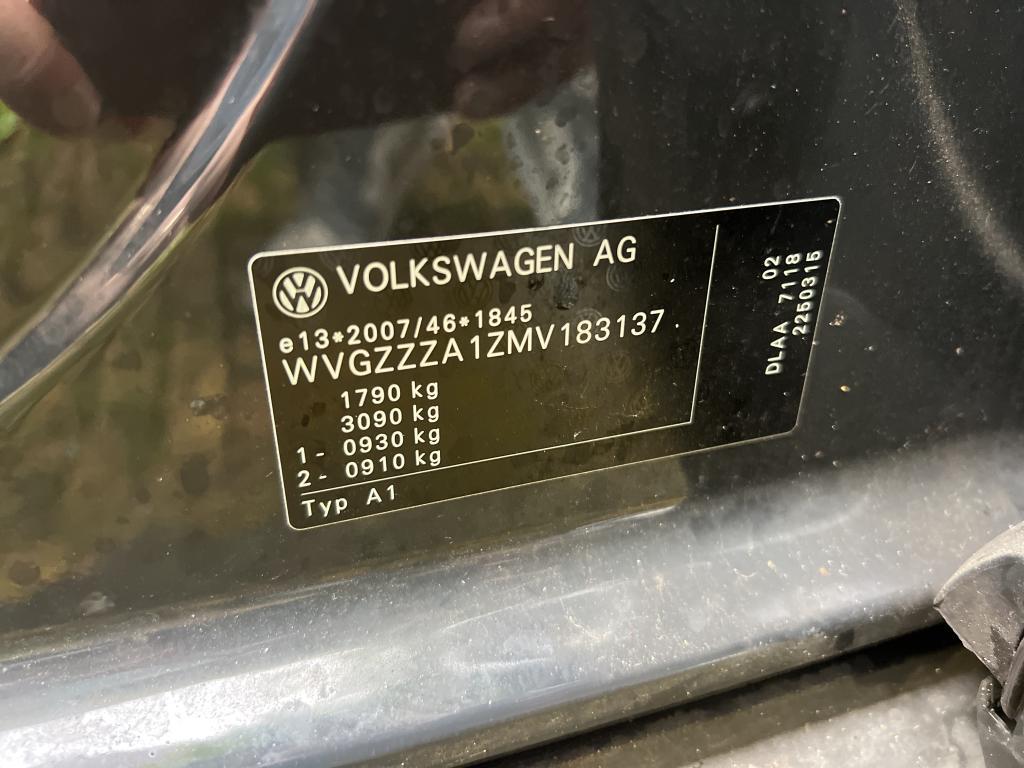 VOLKSWAGEN AG
e13*2007/46*1845
WVGZZZA1ZMV183137
1790 kg
3090 kg
1 - 0930 kg
2 - 0910 kg
Typ A1
02
DLAA 7118
2250315